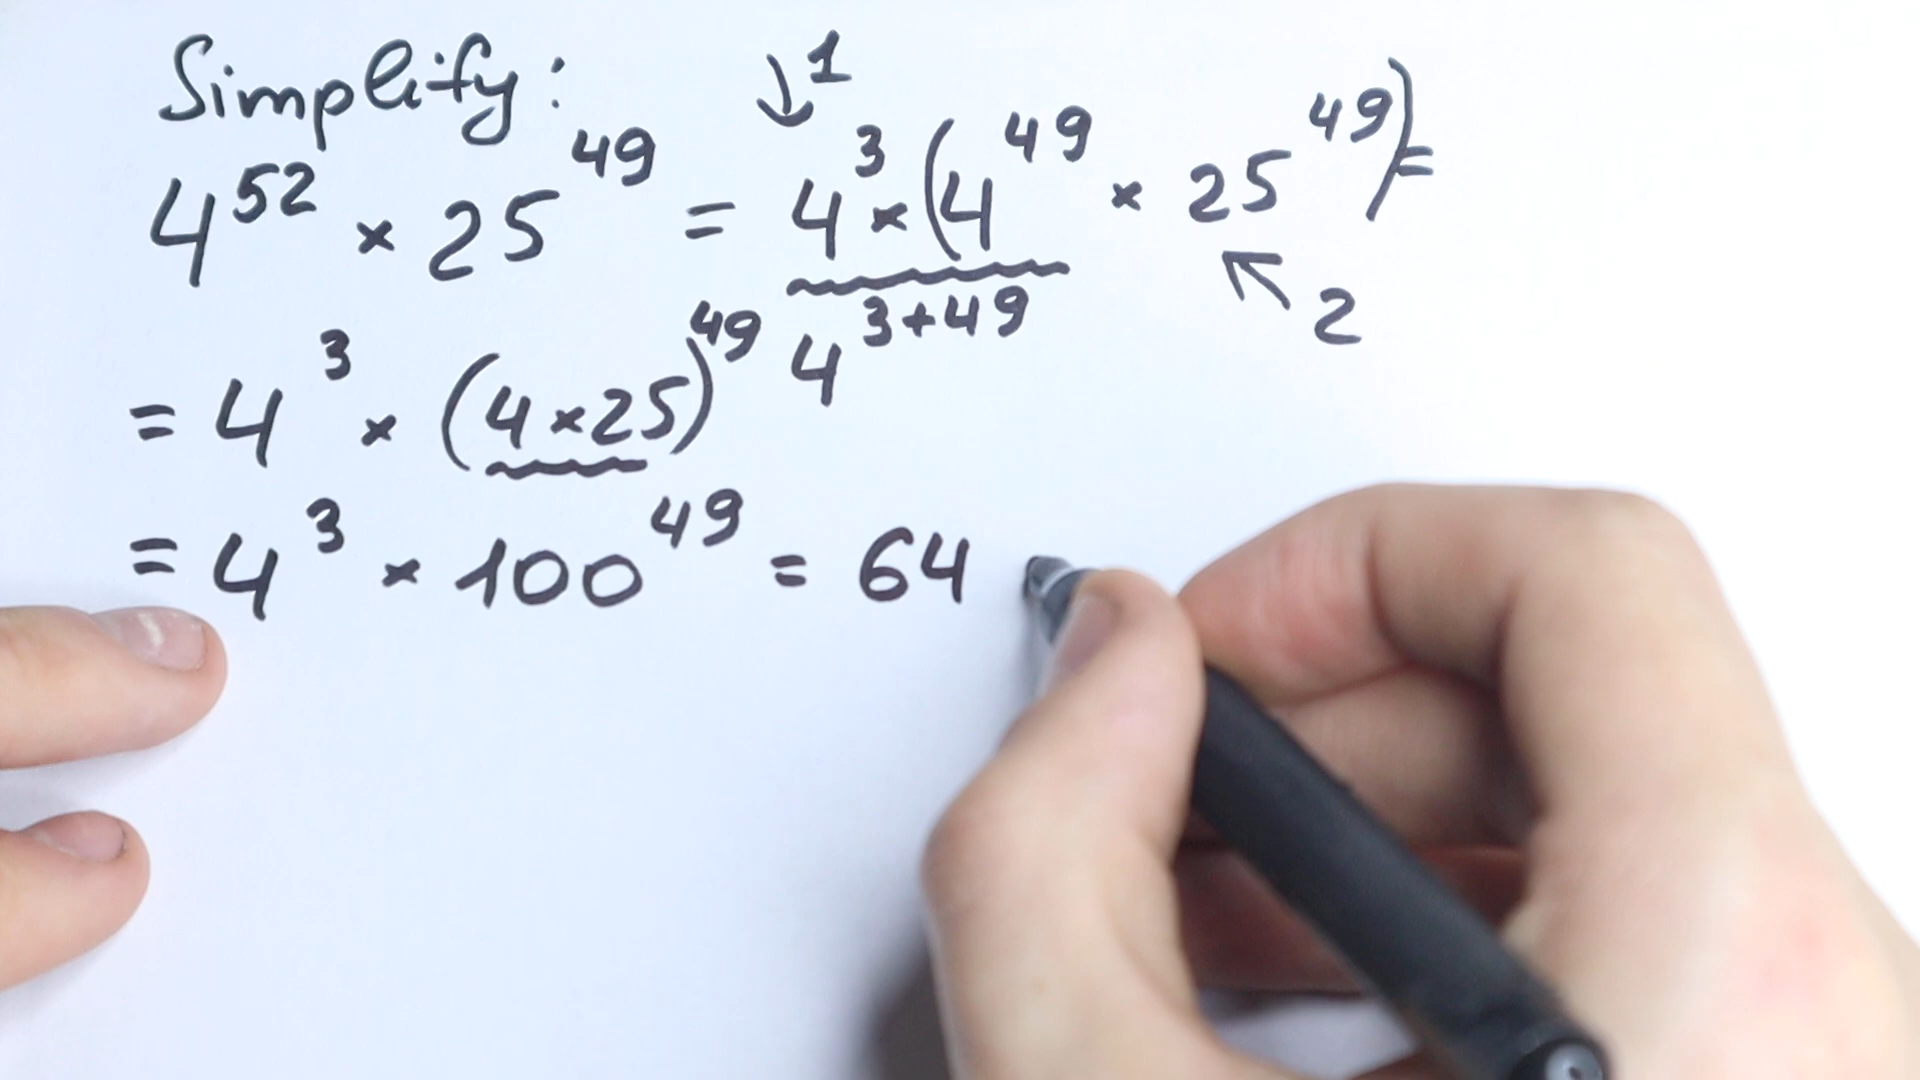 Simplify:
↓1
4^52 × 25^49 = 4^3 × (4^49 × 25^49) =
4^3+49
↖ 2
= 4^3 × (4×25)^49
= 4^3 × 100^49 = 64